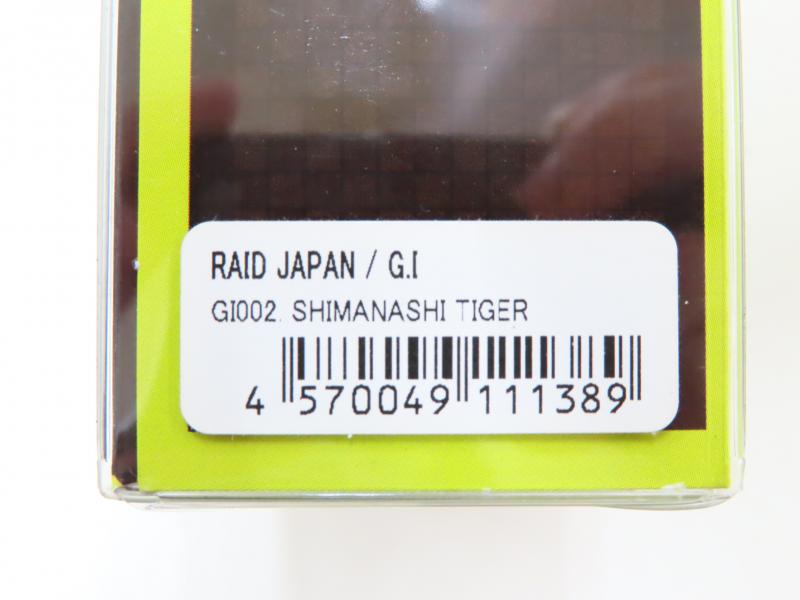 RAID JAPAN / G.I
GI002. SHIMANASHI TIGER
4 570049 111389